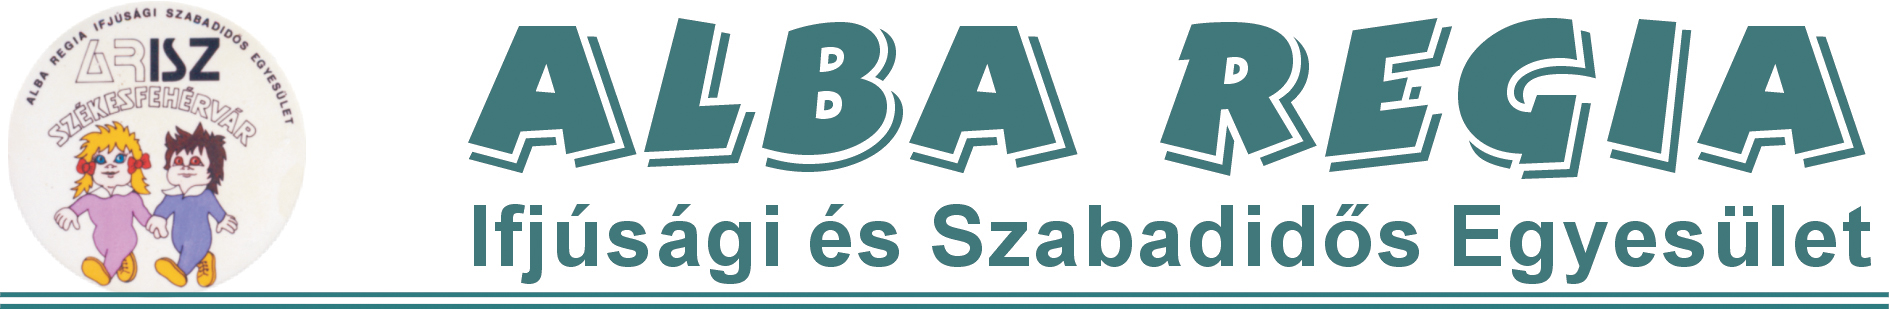 ALBA REGIA IFJÚSÁGI SZABADIDŐS EGYESÜLET
ARISZ
SZÉKESFEHÉRVÁR
ALBA REGIA
Ifjúsági és Szabadidős Egyesület